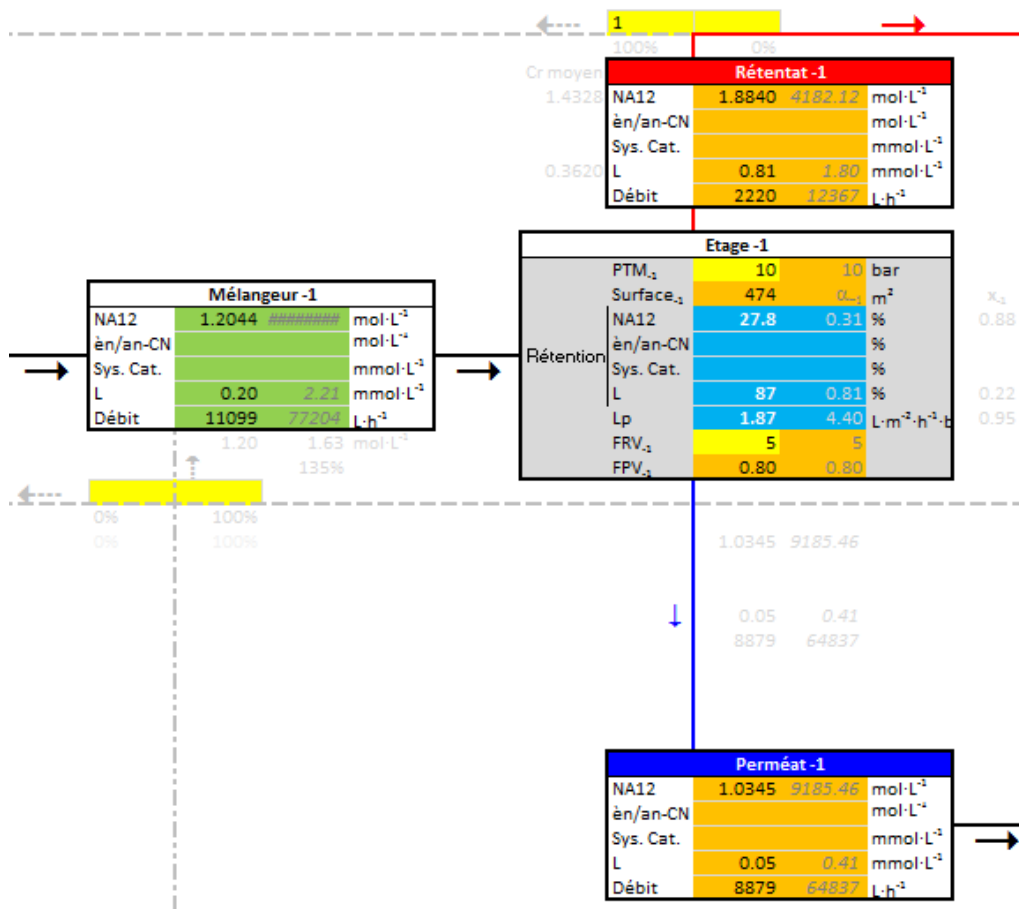 1
100% 0%
Cr moyen
1.4328
0.3620
Rétentat -1
NA12 1.8840 4182.12 mol·L⁻¹
èn/an-CN mol·L⁻¹
Sys. Cat. mmol·L⁻¹
L 0.81 1.80 mmol·L⁻¹
Débit 2220 12367 L·h⁻¹
Etage -1
PTM₋₁ 10 10 bar
Surface₋₁ 474 α₋₁ m²
Rétention
NA12 27.8 0.31 %
èn/an-CN %
Sys. Cat. %
L 87 0.81 %
Lp 1.87 4.40 L·m⁻²·h⁻¹·b
FRV₋₁ 5 5
FPV₋₁ 0.80 0.80
x₋₁
0.88
0.22
0.95
Mélangeur -1
NA12 1.2044 ######## mol·L⁻¹
èn/an-CN mol·L⁻¹
Sys. Cat. mmol·L⁻¹
L 0.20 2.21 mmol·L⁻¹
Débit 11099 77204 L·h⁻¹
1.20 1.63 mol·L⁻¹
135%
0% 100%
0% 100%
1.0345 9185.46
0.05 0.41
8879 64837
Perméat -1
NA12 1.0345 9185.46 mol·L⁻¹
èn/an-CN mol·L⁻¹
Sys. Cat. mmol·L⁻¹
L 0.05 0.41 mmol·L⁻¹
Débit 8879 64837 L·h⁻¹